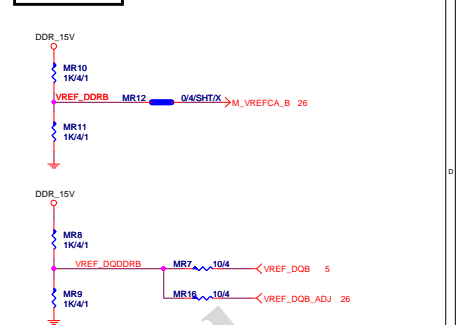 DDR_15V
MR10
1K/4/1
VREF_DDRB MR12 0/4/SHT/X M_VREFCA_B 26
MR11
1K/4/1
D
DDR_15V
MR8
1K/4/1
VREF_DQDDRB MR7 10/4 VREF_DQB 5
MR9
1K/4/1
MR16 10/4 VREF_DQB_ADJ 26